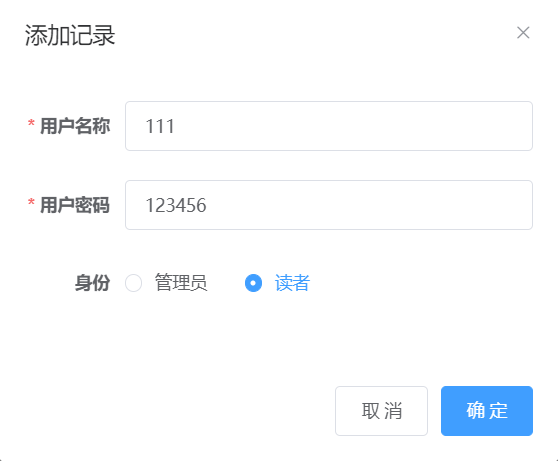 添加记录
* 用户名称 111
* 用户密码 123456
身份 管理员 读者
取消 确定